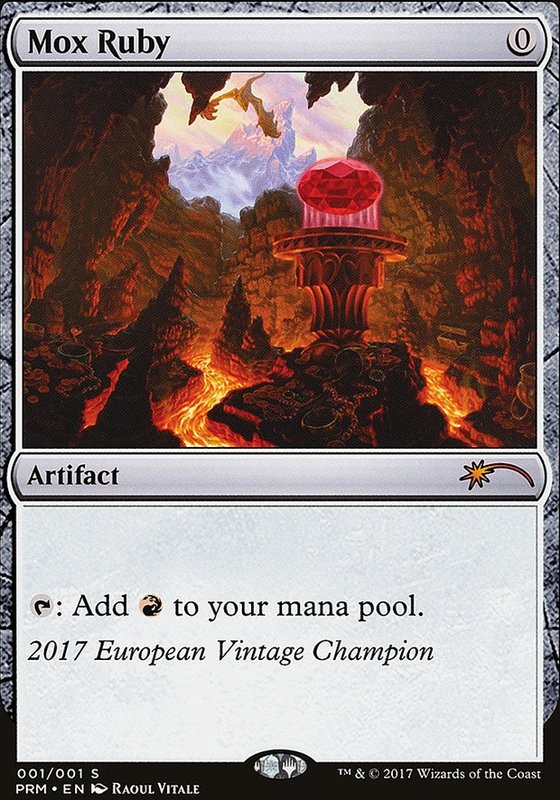 Mox Ruby 0
Artifact
: Add to your mana pool.
2017 European Vintage Champion
001/001 S
PRM • EN Raoul Vitale
™ & © 2017 Wizards of the Coast